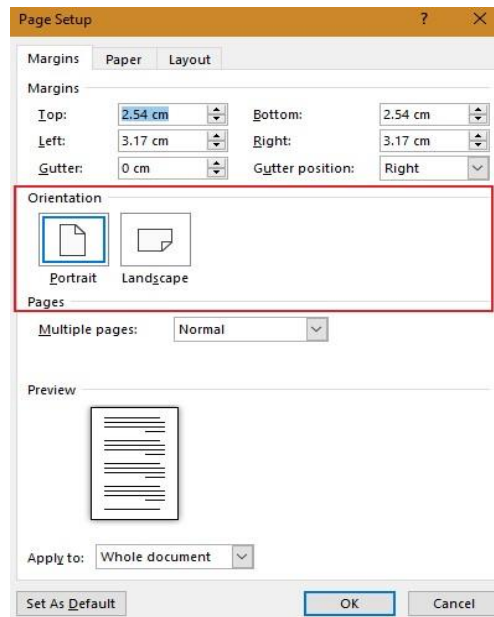 Page Setup ? ✕
Margins Paper Layout
Margins
Top: 2.54 cm Bottom: 2.54 cm
Left: 3.17 cm Right: 3.17 cm
Gutter: 0 cm Gutter position: Right
Orientation
Portrait Landscape
Pages
Multiple pages: Normal
Preview
Apply to: Whole document
Set As Default OK Cancel